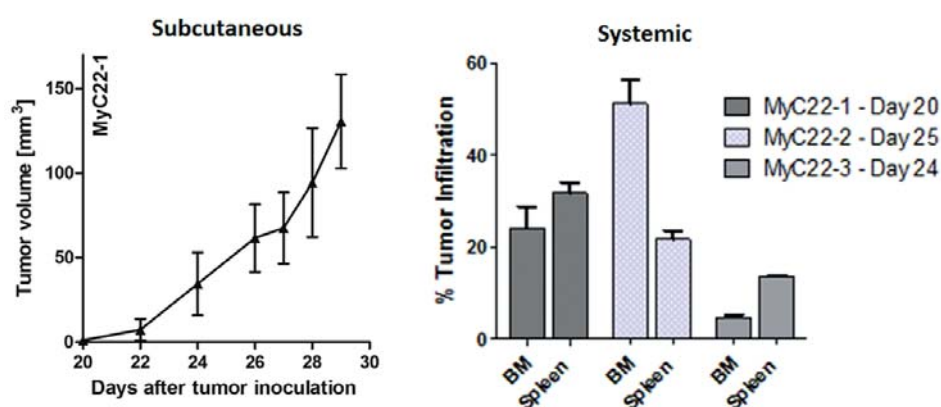 Subcutaneous
MyC22-1
Tumor volume [mm³]
150
100
50
0
20 22 24 26 28 30
Days after tumor inoculation
Systemic
% Tumor Infiltration
60
40
20
0
BM Spleen BM Spleen BM Spleen
MyC22-1 - Day 20
MyC22-2 - Day 25
MyC22-3 - Day 24